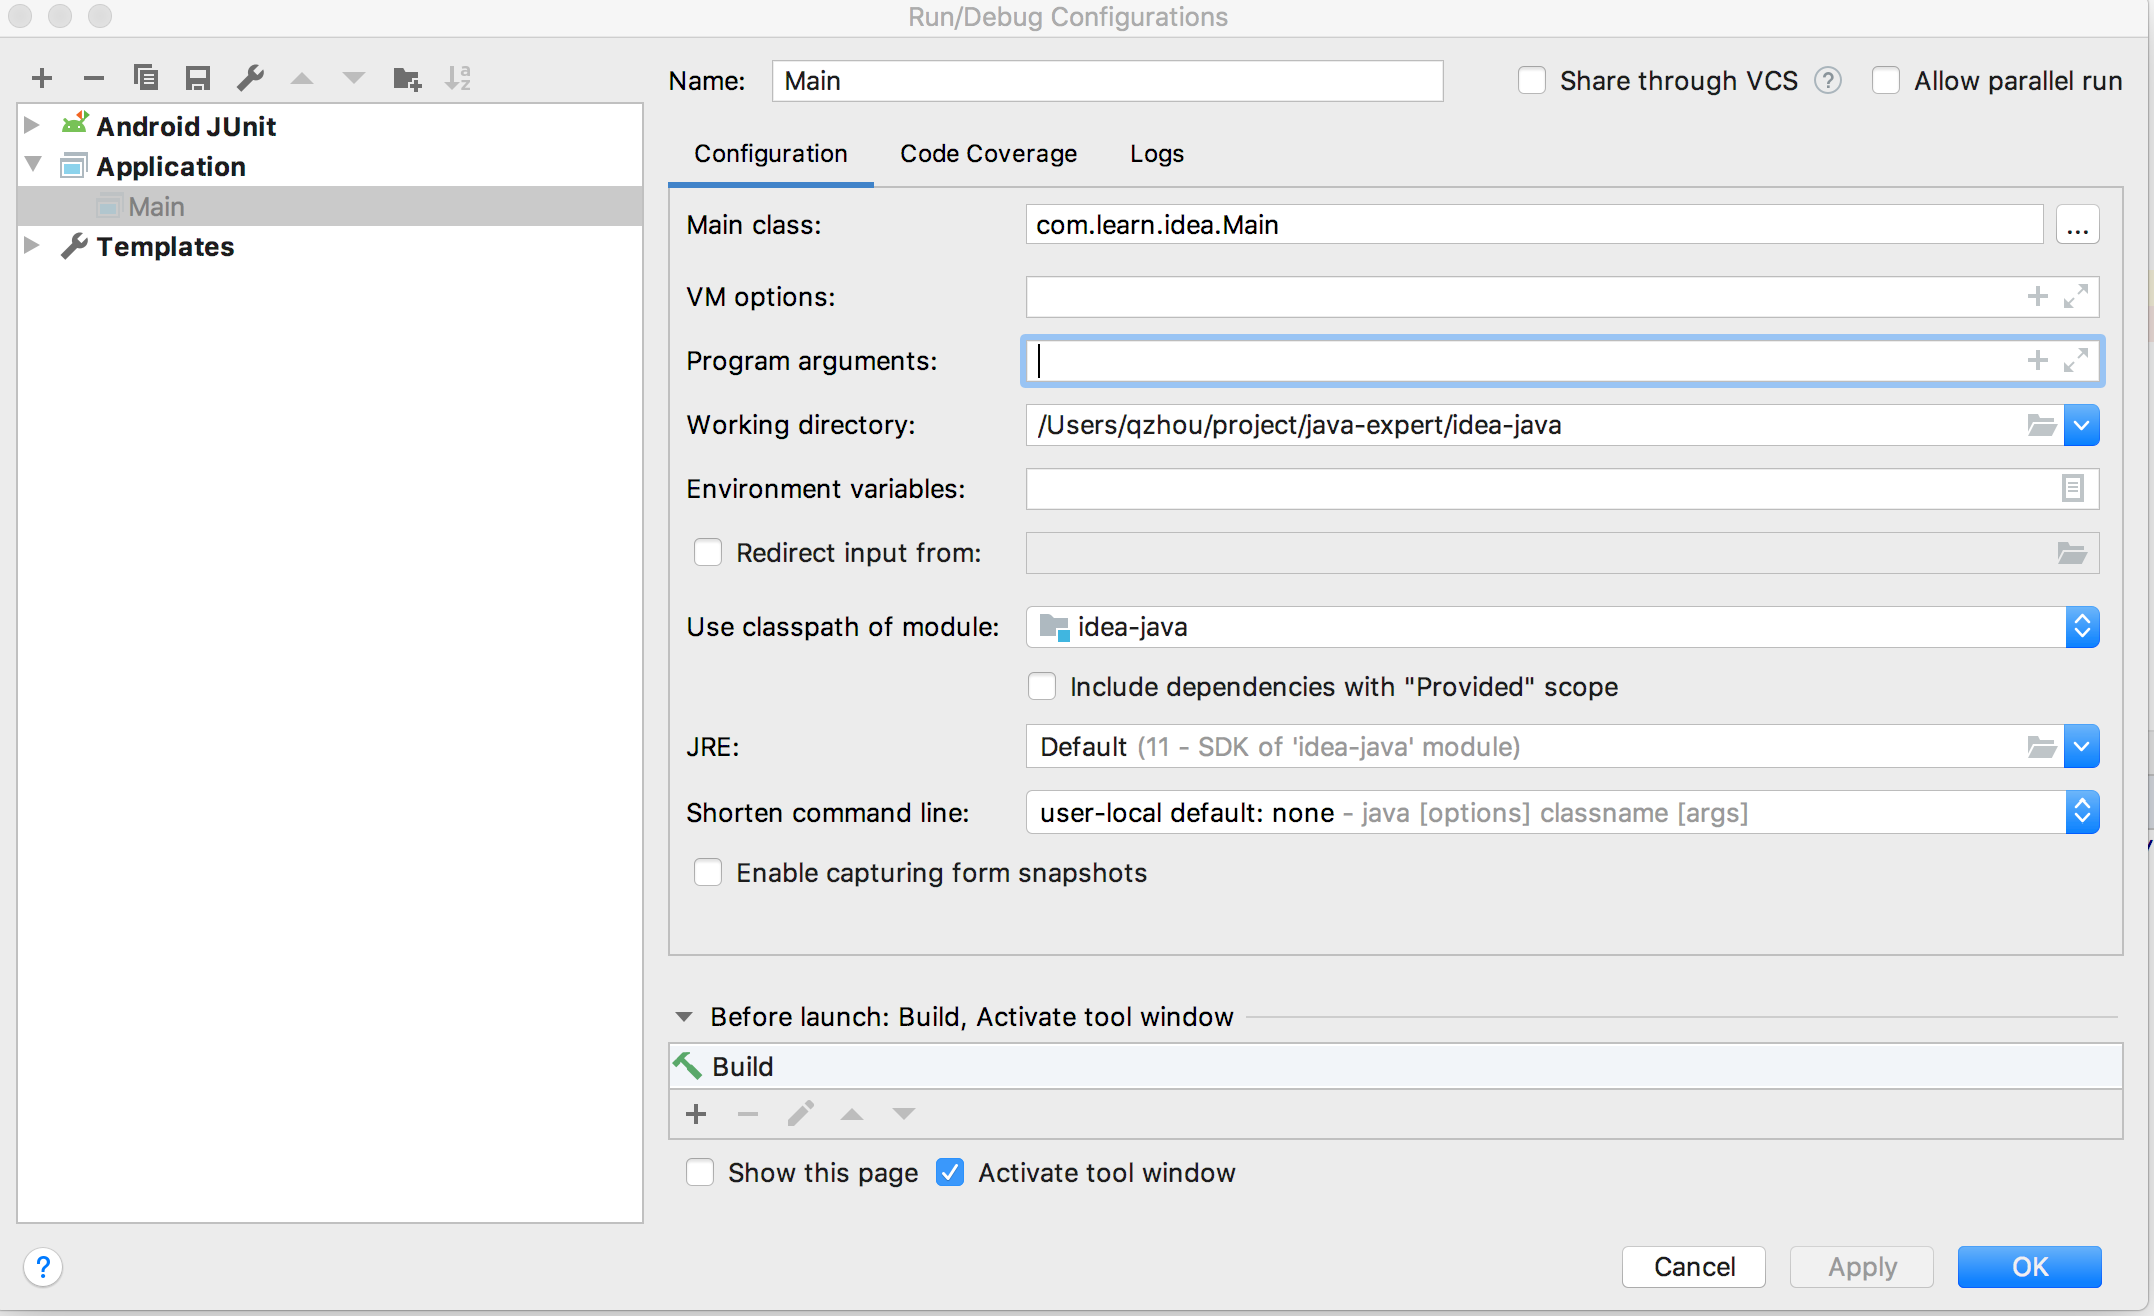 Run/Debug Configurations
Name: Main Share through VCS ? Allow parallel run
Android JUnit
Application
Main
Templates
Configuration Code Coverage Logs
Main class: com.learn.idea.Main ...
VM options:
Program arguments:
Working directory: /Users/qzhou/project/java-expert/idea-java
Environment variables:
Redirect input from:
Use classpath of module: idea-java
Include dependencies with "Provided" scope
JRE: Default (11 - SDK of 'idea-java' module)
Shorten command line: user-local default: none - java [options] classname [args]
Enable capturing form snapshots
Before launch: Build, Activate tool window
Build
Show this page Activate tool window
? Cancel Apply OK